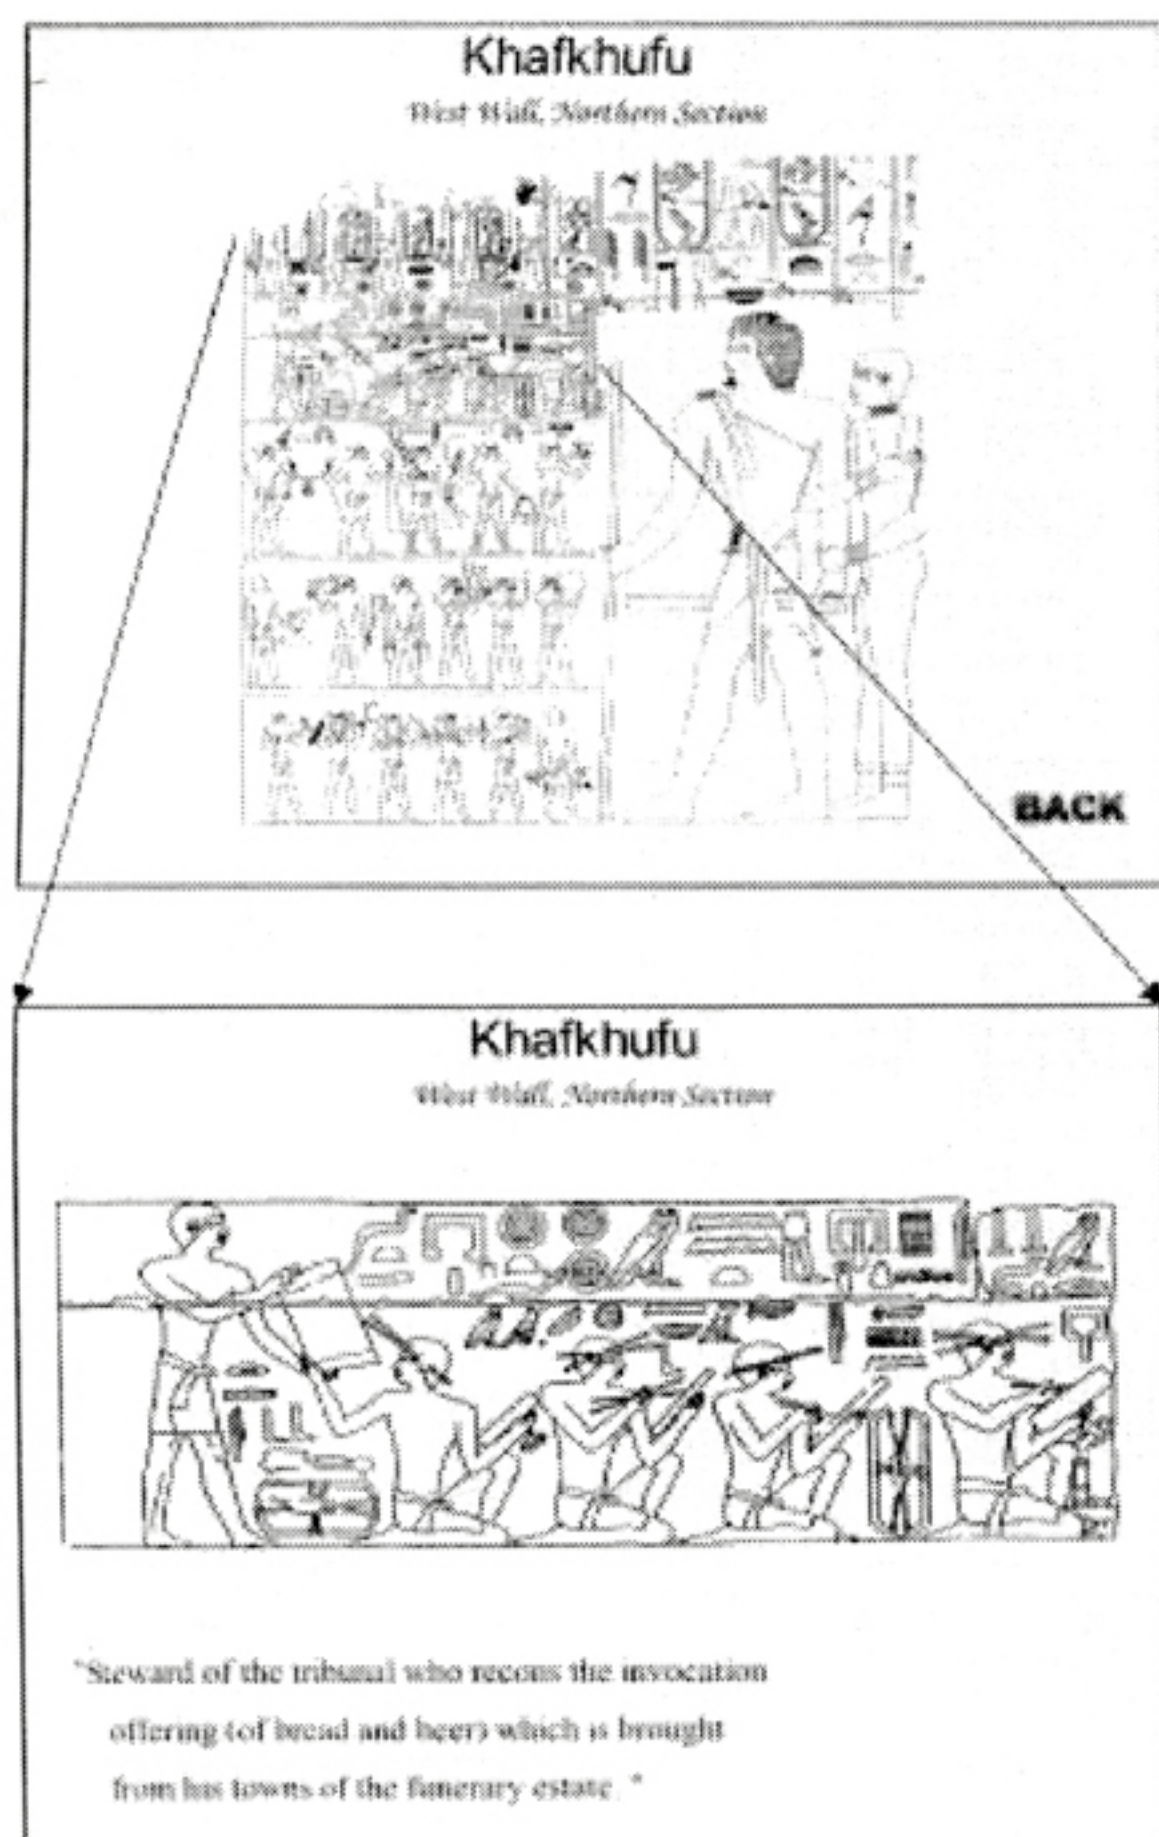 Khafkhufu
West Wall, Northern Section
BACK
Khafkhufu
West Wall, Northern Section
"Steward of the tribunal who recons the invocation
offering (of bread and beer) which is brought
from his towns of the funerary estate. "